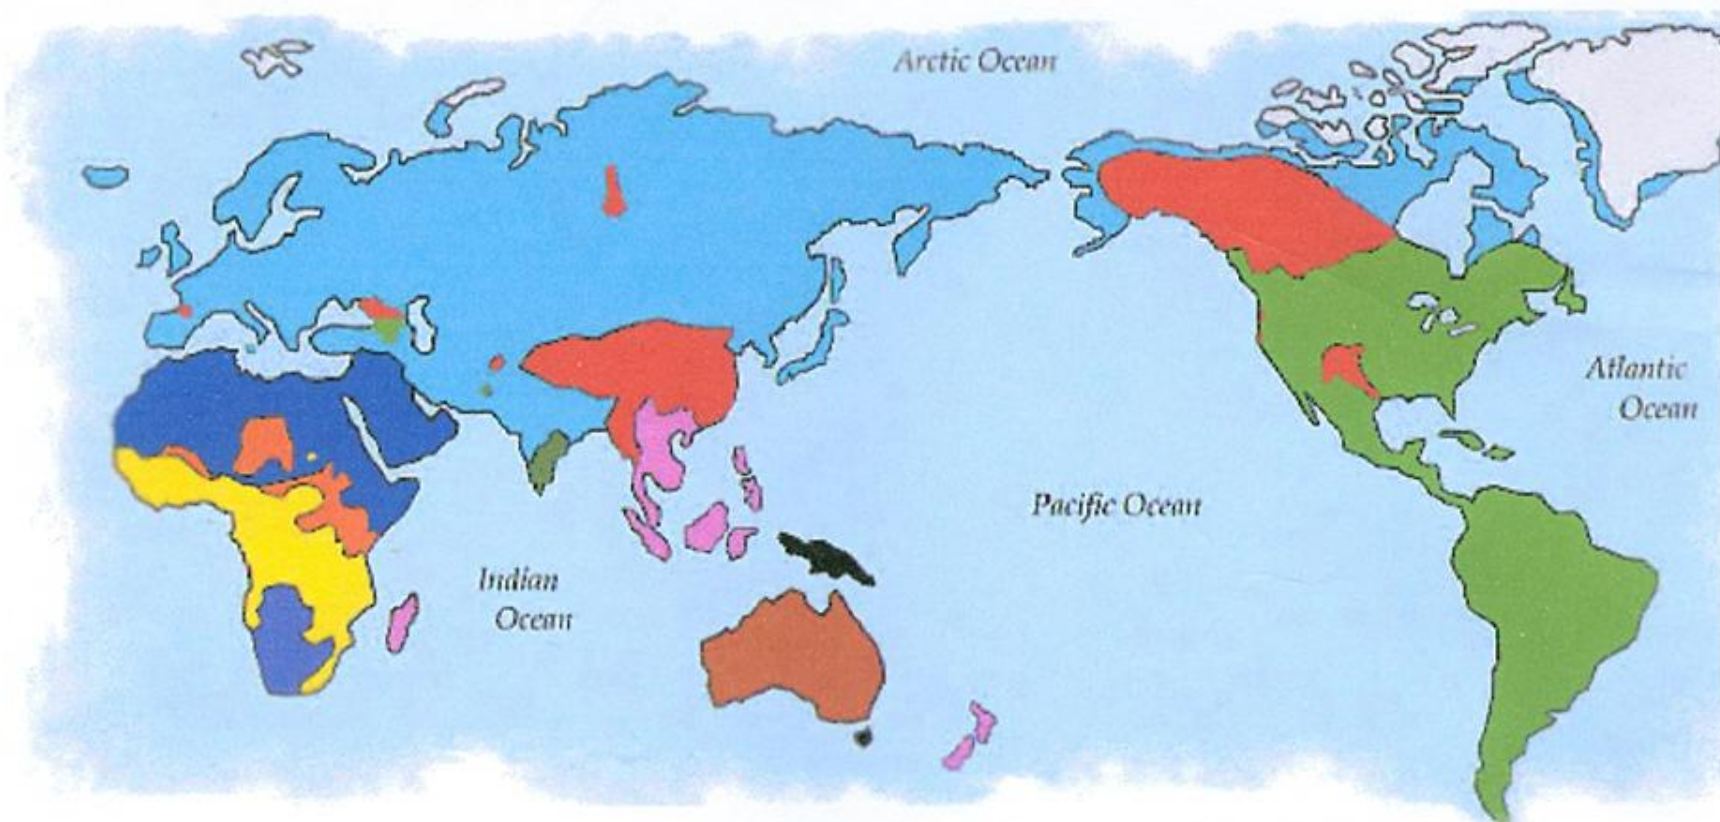 Arctic Ocean
Atlantic
Ocean
Pacific Ocean
Indian
Ocean